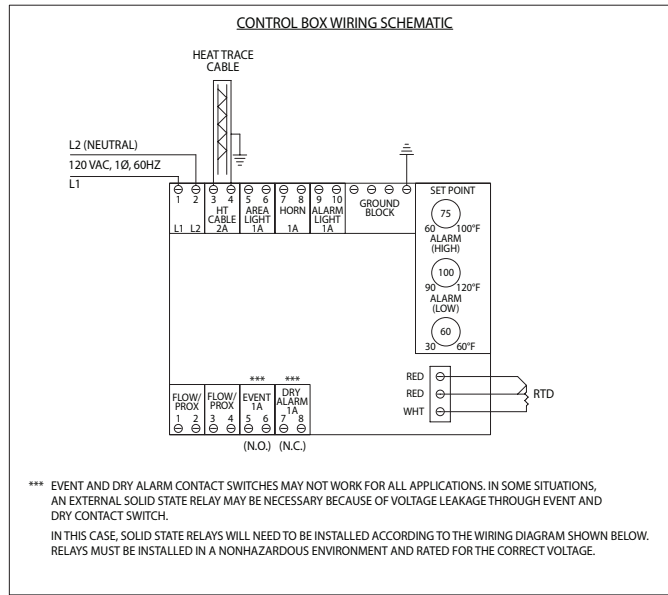 CONTROL BOX WIRING SCHEMATIC
HEAT TRACE
CABLE
L2 (NEUTRAL)
120 VAC, 1Ø, 60HZ
L1
1 2 3 4 5 6 7 8 9 10
L1 L2
HT
CABLE
2A
AREA
LIGHT
1A
HORN
1A
ALARM
LIGHT
1A
GROUND
BLOCK
SET POINT
75
60 100°F
ALARM
(HIGH)
100
90 120°F
ALARM
(LOW)
60
30 60°F
RED
RED
WHT
RTD
*** ***
FLOW/
PROX
1 2
FLOW/
PROX
3 4
EVENT
1A
5 6
DRY
ALARM
1A
7 8
(N.O.) (N.C.)
*** EVENT AND DRY ALARM CONTACT SWITCHES MAY NOT WORK FOR ALL APPLICATIONS. IN SOME SITUATIONS,
AN EXTERNAL SOLID STATE RELAY MAY BE NECESSARY BECAUSE OF VOLTAGE LEAKAGE THROUGH EVENT AND
DRY CONTACT SWITCH.
IN THIS CASE, SOLID STATE RELAYS WILL NEED TO BE INSTALLED ACCORDING TO THE WIRING DIAGRAM SHOWN BELOW.
RELAYS MUST BE INSTALLED IN A NONHAZARDOUS ENVIRONMENT AND RATED FOR THE CORRECT VOLTAGE.